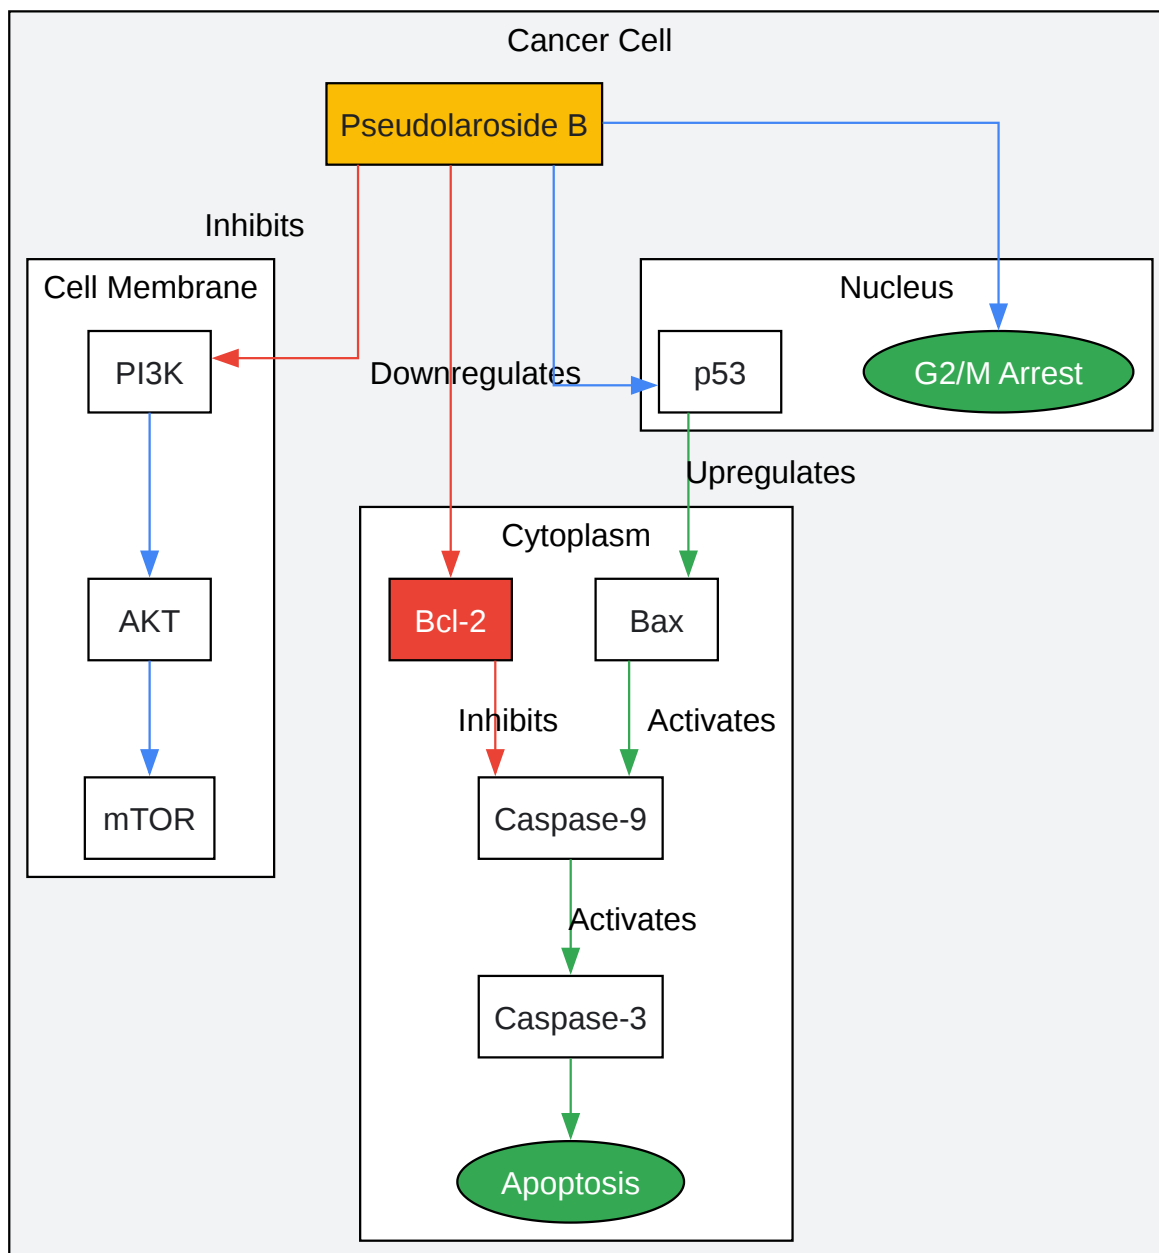 Cancer Cell
Pseudolaroside B
Inhibits
Cell Membrane
Nucleus
PI3K
Downregulates
p53
G2/M Arrest
Upregulates
Cytoplasm
AKT
Bcl-2
Bax
Inhibits
Activates
mTOR
Caspase-9
Activates
Caspase-3
Apoptosis